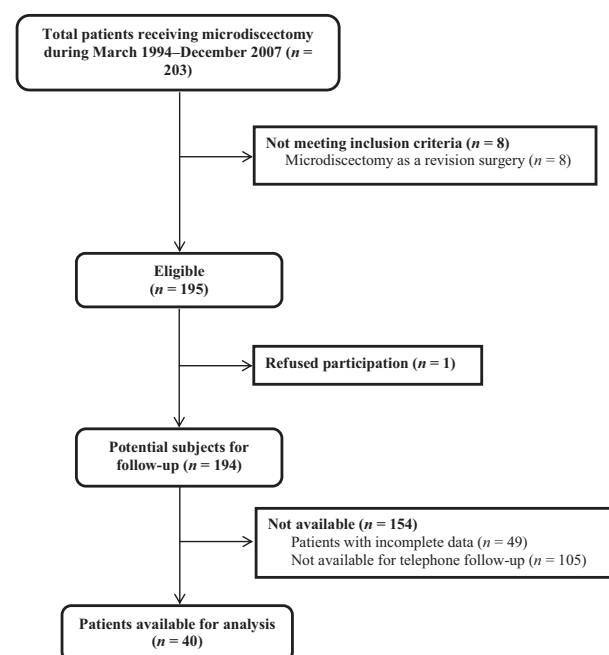 Total patients receiving microdiscectomy
during March 1994–December 2007 (n =
203)
Not meeting inclusion criteria (n = 8)
Microdiscectomy as a revision surgery (n = 8)
Eligible
(n = 195)
Refused participation (n = 1)
Potential subjects for
follow-up (n = 194)
Not available (n = 154)
Patients with incomplete data (n = 49)
Not available for telephone follow-up (n = 105)
Patients available for analysis
(n = 40)